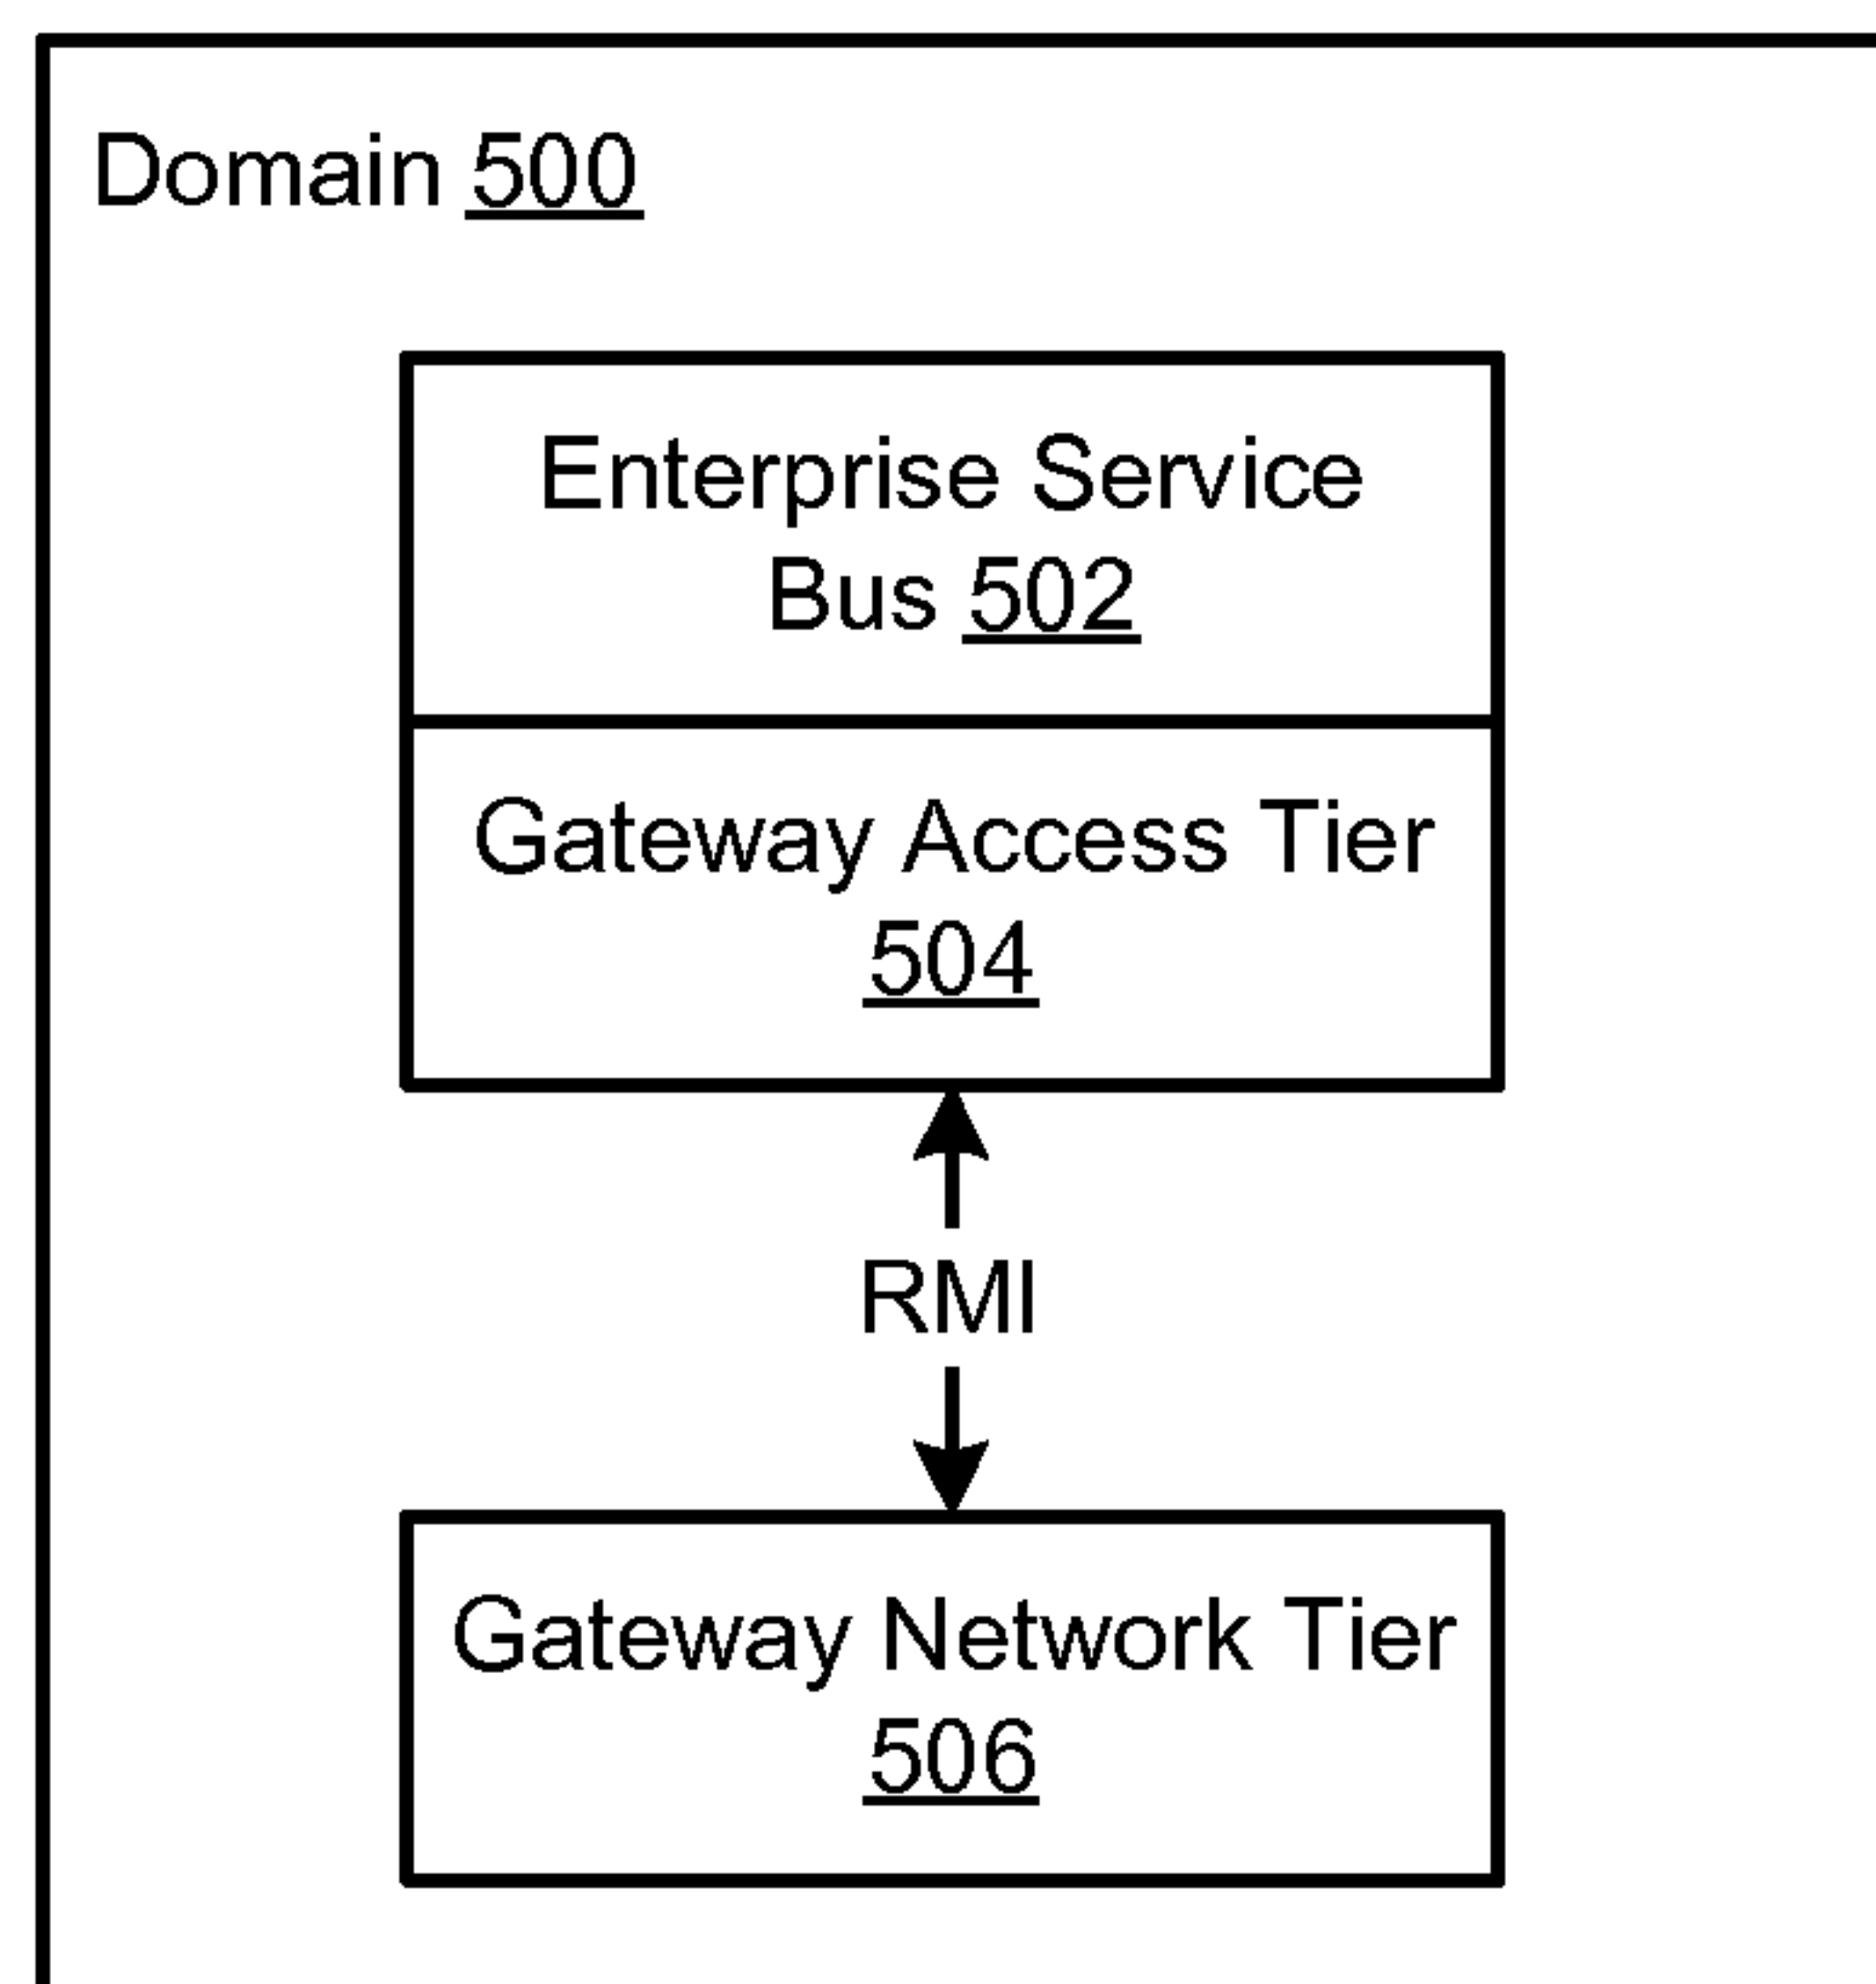 Domain 500
Enterprise Service
Bus 502
Gateway Access Tier
504
RMI
Gateway Network Tier
506